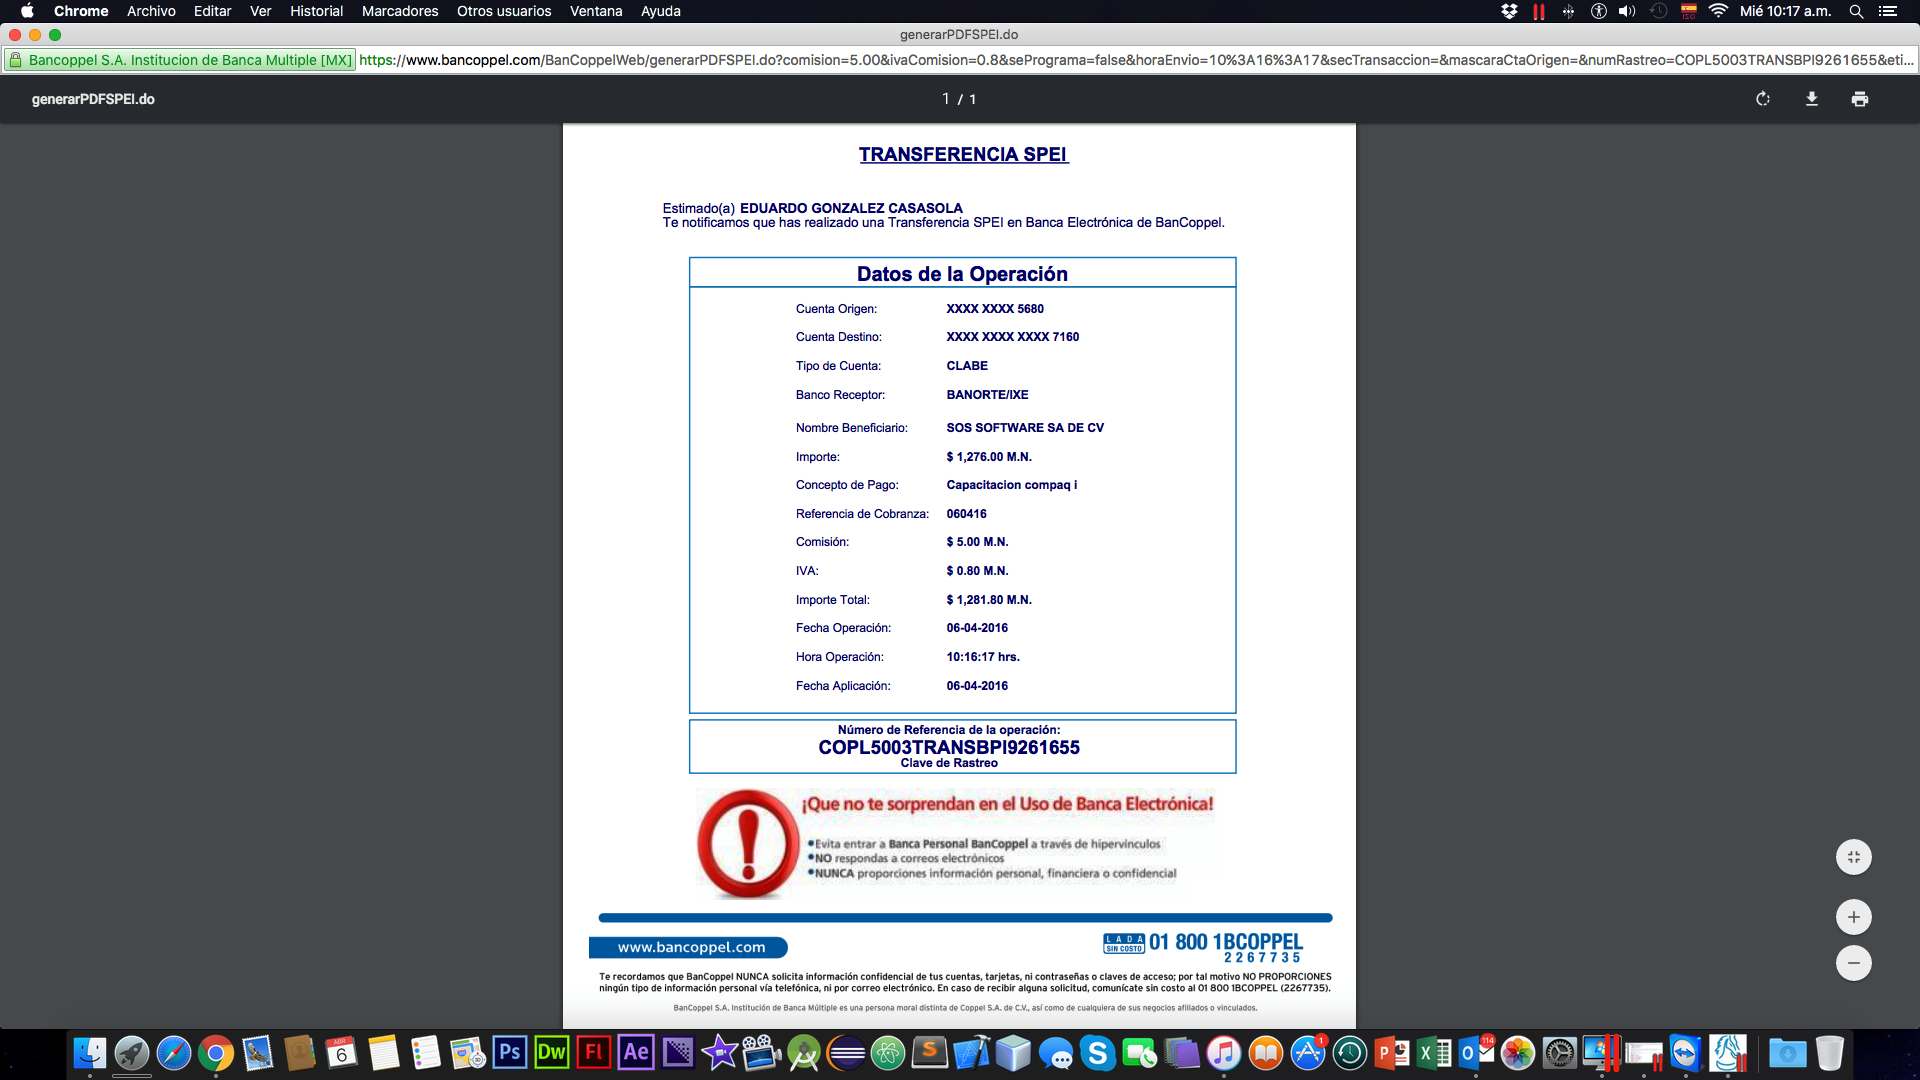 Chrome Archivo Editar Ver Historial Marcadores Otros usuarios Ventana Ayuda ISO Mié 10:17 a.m.
generarPDFSPEI.do
Bancoppel S.A. Institucion de Banca Multiple [MX] https://www.bancoppel.com/BanCoppelWeb/generarPDFSPEI.do?comision=5.00&ivaComision=0.8&sePrograma=false&horaEnvio=10%3A16%3A17&secTransaccion=&mascaraCtaOrigen=&numRastreo=COPL5003TRANSBPI9261655&eti...
generarPDFSPEI.do 1 / 1
TRANSFERENCIA SPEI
Estimado(a) EDUARDO GONZALEZ CASASOLA
Te notificamos que has realizado una Transferencia SPEI en Banca Electrónica de BanCoppel.
Datos de la Operación
Cuenta Origen: XXXX XXXX 5680
Cuenta Destino: XXXX XXXX XXXX 7160
Tipo de Cuenta: CLABE
Banco Receptor: BANORTE/IXE
Nombre Beneficiario: SOS SOFTWARE SA DE CV
Importe: $ 1,276.00 M.N.
Concepto de Pago: Capacitacion compaq i
Referencia de Cobranza: 060416
Comisión: $ 5.00 M.N.
IVA: $ 0.80 M.N.
Importe Total: $ 1,281.80 M.N.
Fecha Operación: 06-04-2016
Hora Operación: 10:16:17 hrs.
Fecha Aplicación: 06-04-2016
Número de Referencia de la operación:
COPL5003TRANSBPI9261655
Clave de Rastreo
¡Que no te sorprendan en el Uso de Banca Electrónica!
•Evita entrar a Banca Personal BanCoppel a través de hipervínculos
•NO respondas a correos electrónicos
•NUNCA proporciones información personal, financiera o confidencial
www.bancoppel.com LADA SIN COSTO 01 800 1BCOPPEL
2267735
Te recordamos que BanCoppel NUNCA solicita información confidencial de tus cuentas, tarjetas, ni contraseñas o claves de acceso; por tal motivo NO PROPORCIONES
ningún tipo de información personal vía telefónica, ni por correo electrónico. En caso de recibir alguna solicitud, comunícate sin costo al 01 800 1BCOPPEL (2267735).
BanCoppel S.A. Institución de Banca Múltiple es una persona moral distinta de Coppel S.A. de C.V., así como de cualquiera de sus negocios afiliados o vinculados.
ABR 6 Ps Dw Fl Ae S 1 P X O 114